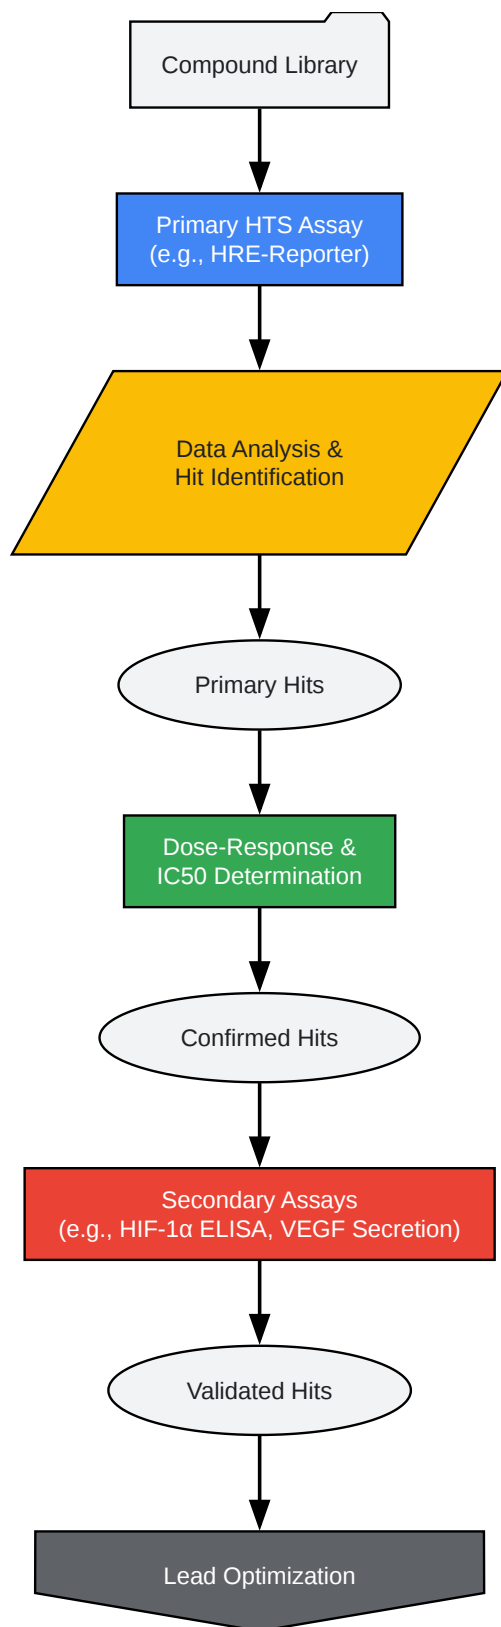 Compound Library
Primary HTS Assay
(e.g., HRE-Reporter)
Data Analysis &
Hit Identification
Primary Hits
Dose-Response &
IC50 Determination
Confirmed Hits
Secondary Assays
(e.g., HIF-1α ELISA, VEGF Secretion)
Validated Hits
Lead Optimization